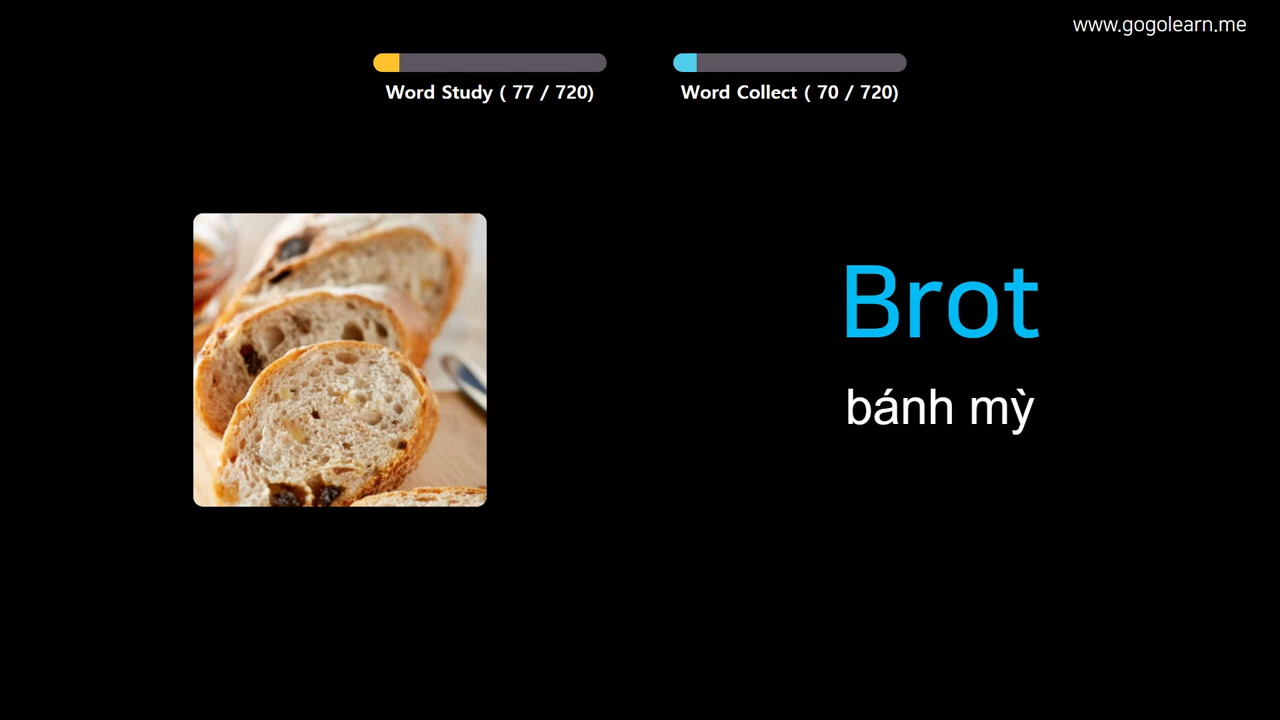 www.gogolearn.me
Word Study ( 77 / 720)
Word Collect ( 70 / 720)
Brot
bánh mỳ